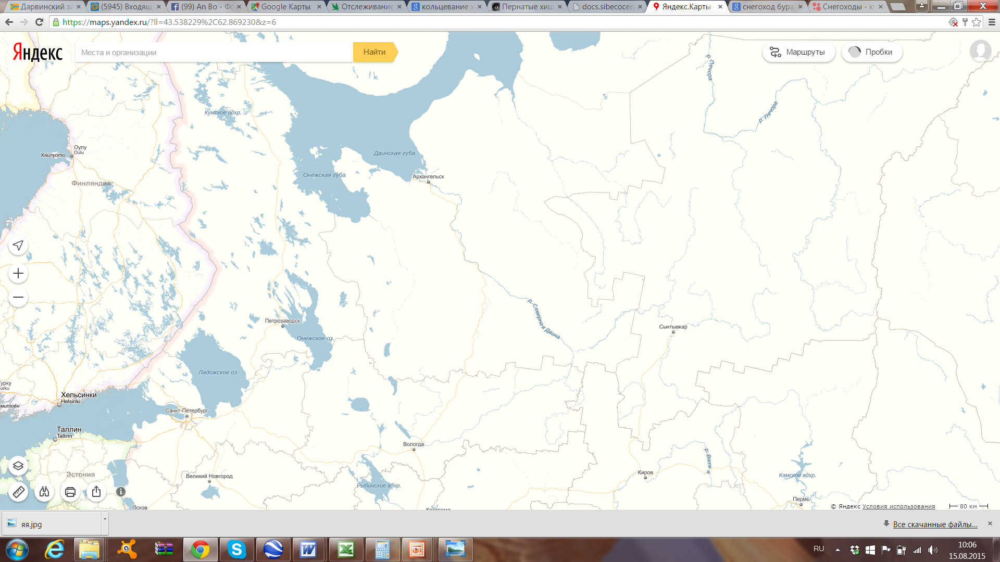 Дарвинский за
(5945) Входящ
(99) An Bo - Фо
Google Карты
Отслеживание
кольцевание х
Пернатые хищ
docs.sibecocen
Яндекс.Карты
снегоход бура
Снегоходы - к
https://maps.yandex.ru/?ll=43.538229%2C62.869230&z=6
Яндекс
Места и организации
Найти
Маршруты
Пробки
р. Печора
р. Печора
Кумское вдхр.
Оулу
Oulu
Хайлуото
Двинская губа
Онежская губа
Архангельск
Финляндия
р. Северная Двина
Петрозаводск
Онежское оз.
Сыктывкар
Ладожское оз.
Турку
urku
Хельсинки
Helsinki
митоён
Санкт-Петербург
Таллин
Tallinn
Вологда
р. Вятка
Эстония
Великий Новгород
Киров
Камское вдхр.
Рыбинское вдхр.
Псков
Кострома
Пермь
© Яндекс Условия использования
80 км
яя.jpg
Все скачанные файлы...
RU
10:06
15.08.2015